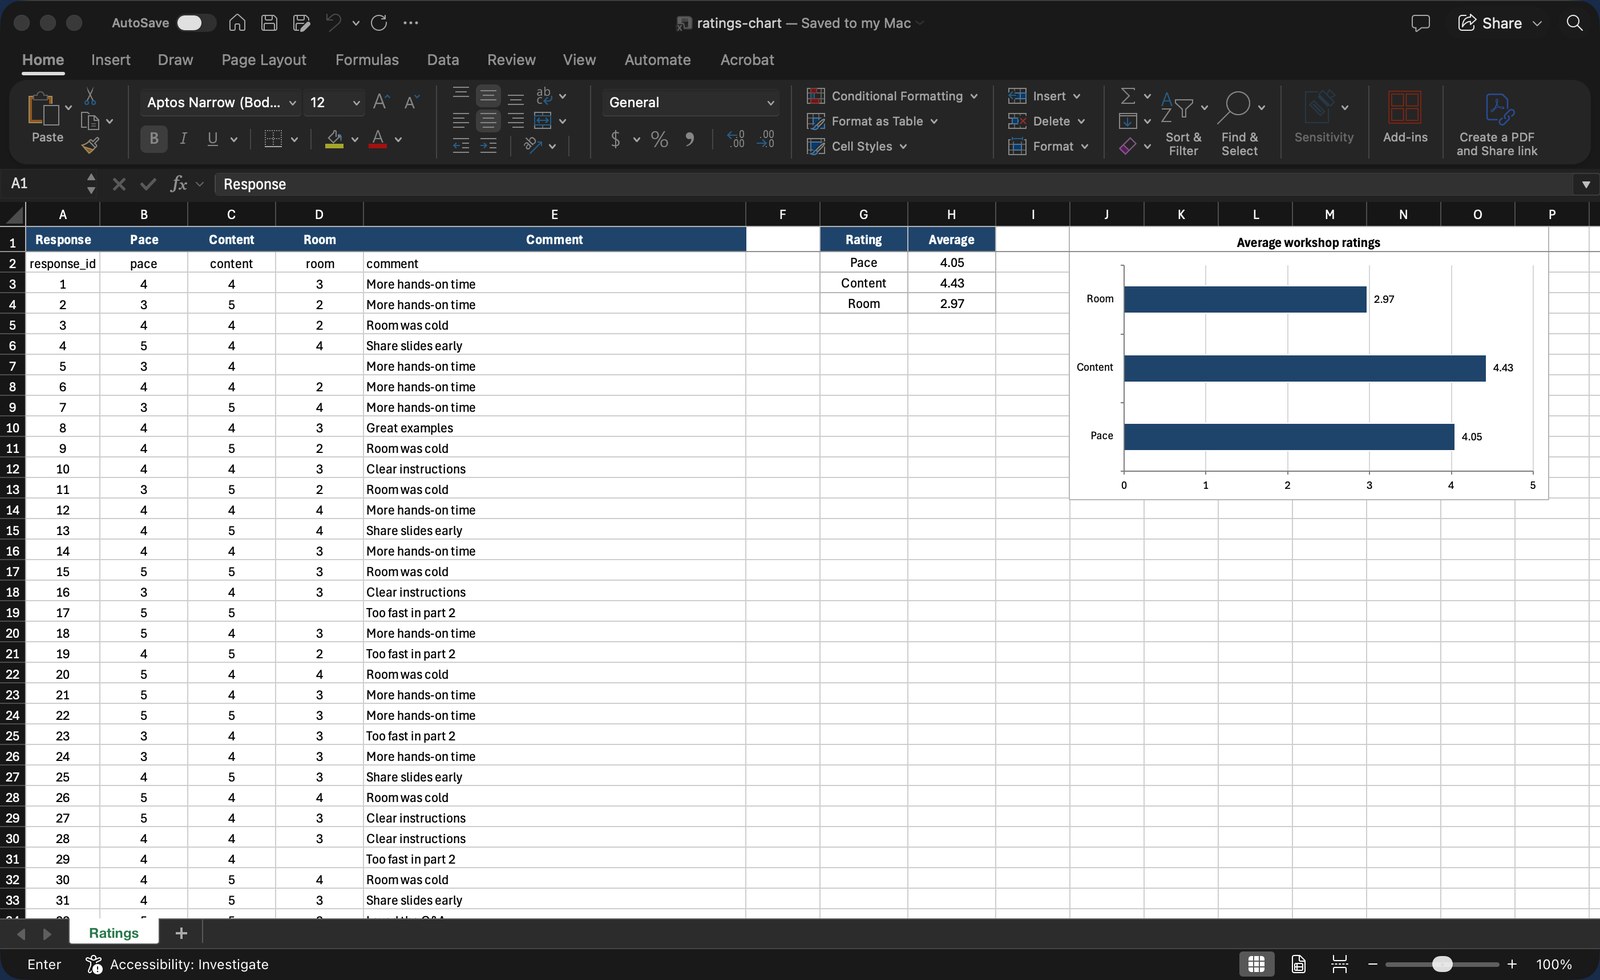 AutoSave
ratings-chart — Saved to my Mac
Share
Home Insert Draw Page Layout Formulas Data Review View Automate Acrobat
Paste
Aptos Narrow (Bod... 12
B I U
General
Conditional Formatting
Format as Table
Cell Styles
Insert
Delete
Format
Sort & Filter
Find & Select
Sensitivity
Add-ins
Create a PDF and Share link
A1 fx Response
A B C D E F G H I J K L M N O P
1 Response Pace Content Room Comment Rating Average
2 response_id pace content room comment Pace 4.05
3 1 4 4 3 More hands-on time Content 4.43
4 2 3 5 2 More hands-on time Room 2.97
5 3 4 4 2 Room was cold
6 4 5 4 4 Share slides early
7 5 3 4 More hands-on time
8 6 4 4 2 More hands-on time
9 7 3 5 4 More hands-on time
10 8 4 4 3 Great examples
11 9 4 5 2 Room was cold
12 10 4 4 3 Clear instructions
13 11 3 5 2 Room was cold
14 12 4 4 4 More hands-on time
15 13 4 5 4 Share slides early
16 14 4 4 3 More hands-on time
17 15 5 5 3 Room was cold
18 16 3 4 3 Clear instructions
19 17 5 5 Too fast in part 2
20 18 5 4 3 More hands-on time
21 19 4 5 2 Too fast in part 2
22 20 5 4 4 Room was cold
23 21 5 4 3 More hands-on time
24 22 5 5 3 More hands-on time
25 23 3 4 3 Too fast in part 2
26 24 3 4 3 More hands-on time
27 25 4 5 3 Share slides early
28 26 5 4 4 Room was cold
29 27 5 4 3 Clear instructions
30 28 4 4 3 Clear instructions
31 29 4 4 Too fast in part 2
32 30 4 5 4 Room was cold
33 31 4 5 3 Share slides early
Average workshop ratings
Room 2.97
Content 4.43
Pace 4.05
0 1 2 3 4 5
Ratings
Enter
Accessibility: Investigate
100%